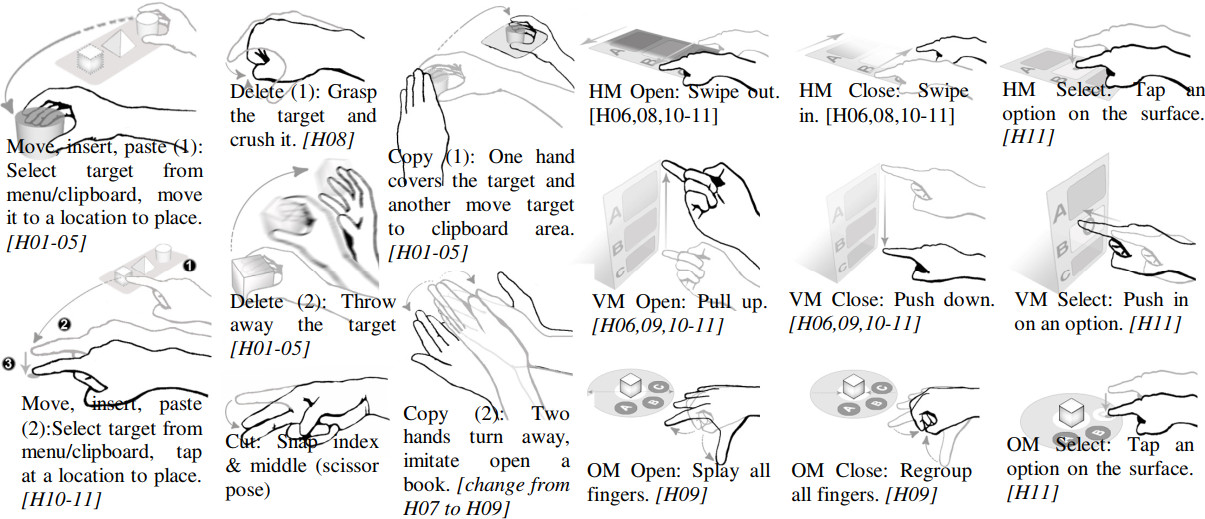 Move, insert, paste (1):
Select target from
menu/clipboard, move
it to a location to place.
[H01-05]
❶
❷
❸
Move, insert, paste
(2):Select target from
menu/clipboard, tap
at a location to place.
[H10-11]
Delete (1): Grasp
the target and
crush it. [H08]
Delete (2): Throw
away the target
[H01-05]
Cut: Snap index
& middle (scissor
pose)
Copy (1): One hand
covers the target and
another move target
to clipboard area.
[H01-05]
Copy (2): Two
hands turn away,
imitate open a
book. [change from
H07 to H09]
A
B
HM Open: Swipe out.
[H06,08,10-11]
A
B
C
VM Open: Pull up.
[H06,09,10-11]
A
B
C
OM Open: Splay all
fingers. [H09]
A
B
HM Close: Swipe
in. [H06,08,10-11]
A
B
C
VM Close: Push down.
[H06,09,10-11]
A
B
C
OM Close: Regroup
all fingers. [H09]
A
B
HM Select: Tap an
option on the surface.
[H11]
A
B
C
VM Select: Push in
on an option. [H11]
OM Select: Tap an
option on the surface.
[H11]